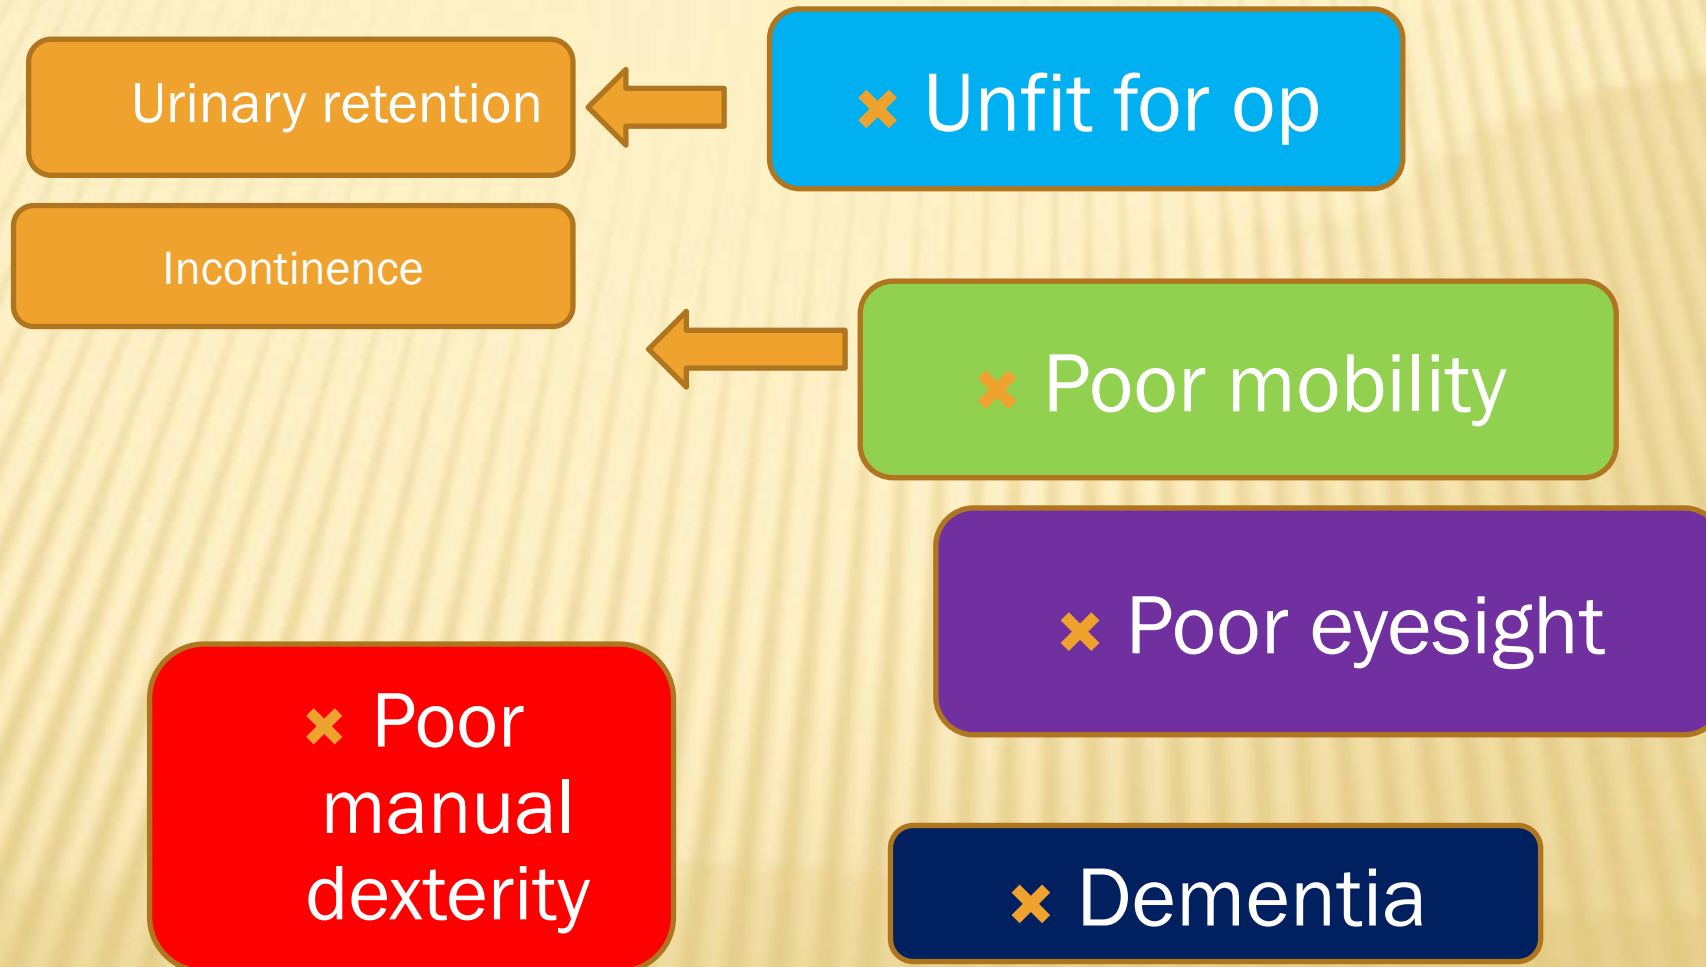 Urinary retention
✖ Unfit for op
Incontinence
✖ Poor mobility
✖ Poor eyesight
✖ Poor
manual
dexterity
✖ Dementia